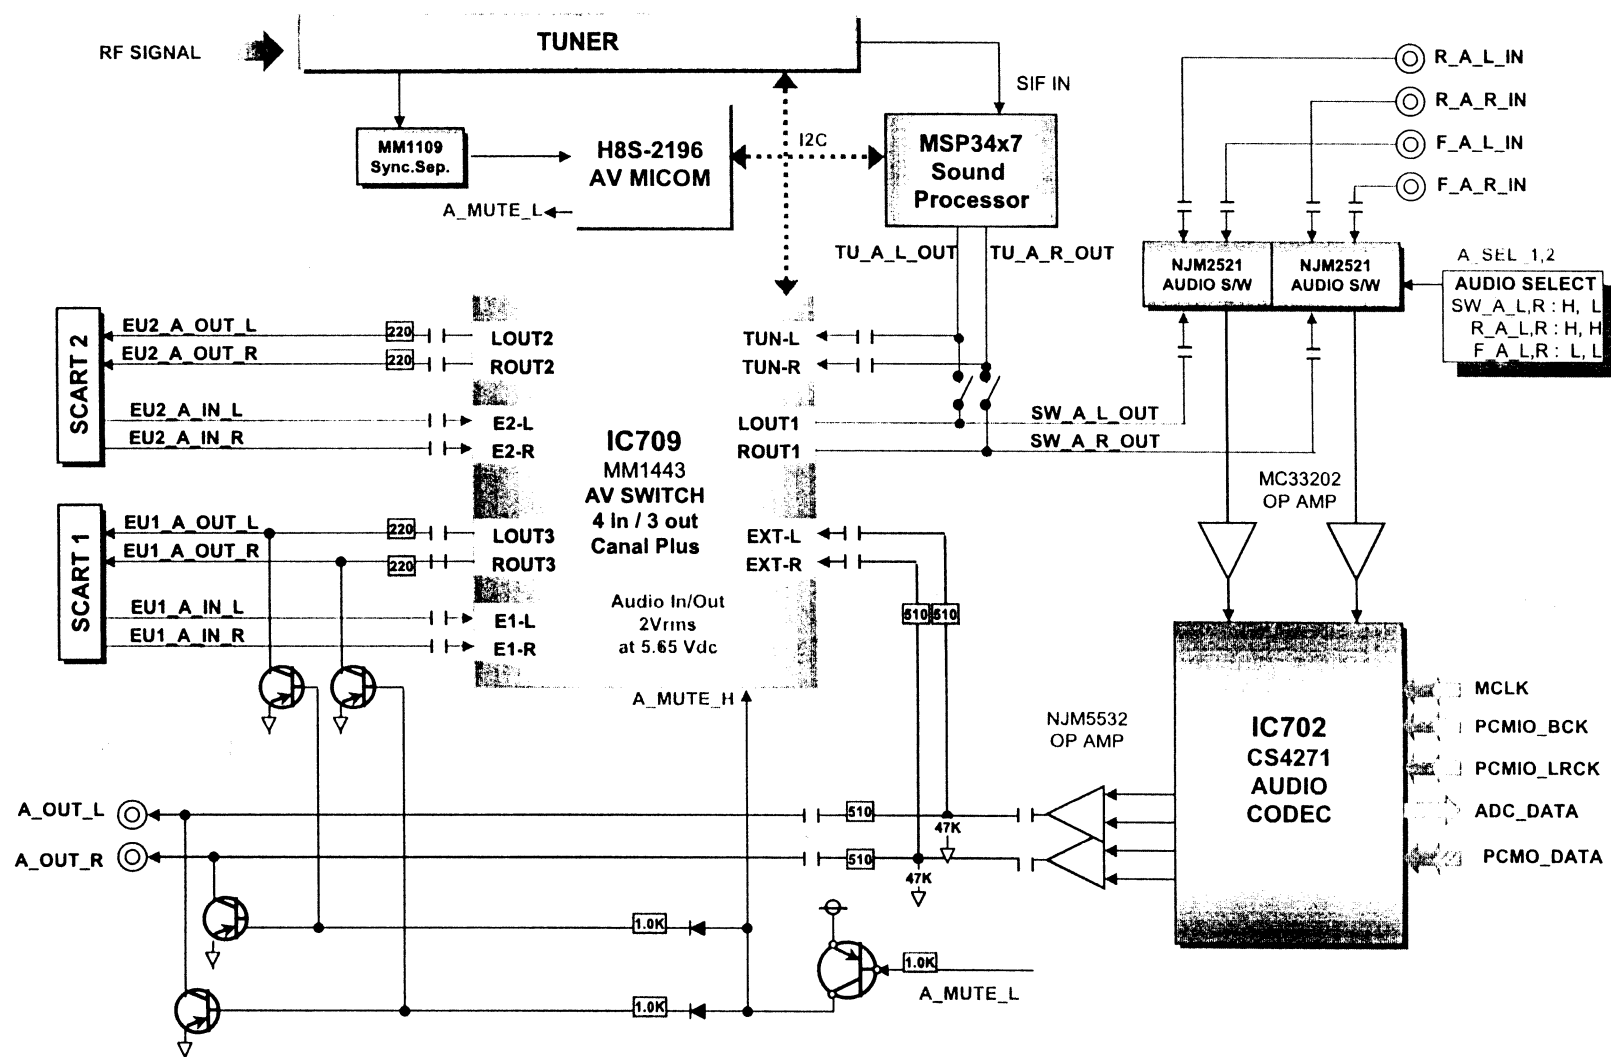 TUNER
RF SIGNAL
SIF IN
R_A_L_IN
R_A_R_IN
F_A_L_IN
F_A_R_IN
MM1109
Sync.Sep.
H8S-2196
AV MICOM
I2C
MSP34x7
Sound
Processor
A_MUTE_L
TU_A_L_OUT
TU_A_R_OUT
NJM2521
AUDIO S/W
NJM2521
AUDIO S/W
A_SEL_1,2
AUDIO SELECT
SW_A_L,R : H, L
R_A_L,R : H, H
F_A_L,R : L, L
SCART 2
EU2_A_OUT_L
220
EU2_A_OUT_R
220
EU2_A_IN_L
EU2_A_IN_R
LOUT2
ROUT2
E2-L
E2-R
TUN-L
TUN-R
LOUT1
ROUT1
SW_A_L_OUT
SW_A_R_OUT
IC709
MM1443
AV SWITCH
4 in / 3 out
Canal Plus
Audio In/Out
2Vrms
at 5.65 Vdc
MC33202
OP AMP
SCART 1
EU1_A_OUT_L
220
EU1_A_OUT_R
220
EU1_A_IN_L
EU1_A_IN_R
LOUT3
ROUT3
E1-L
E1-R
EXT-L
EXT-R
510
510
A_MUTE_H
NJM5532
OP AMP
IC702
CS4271
AUDIO
CODEC
MCLK
PCMIO_BCK
PCMIO_LRCK
ADC_DATA
PCMO_DATA
A_OUT_L
510
47K
A_OUT_R
510
47K
1.0K
1.0K
1.0K
A_MUTE_L